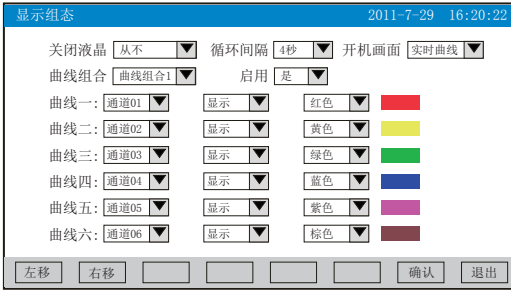 显示组态 2011-7-29 16:20:22
关闭液晶 从不 循环间隔 4秒 开机画面 实时曲线
曲线组合 曲线组合1 启用 是
曲线一: 通道01 显示 红色
曲线二: 通道02 显示 黄色
曲线三: 通道03 显示 绿色
曲线四: 通道04 显示 蓝色
曲线五: 通道05 显示 紫色
曲线六: 通道06 显示 棕色
左移 右移 确认 退出